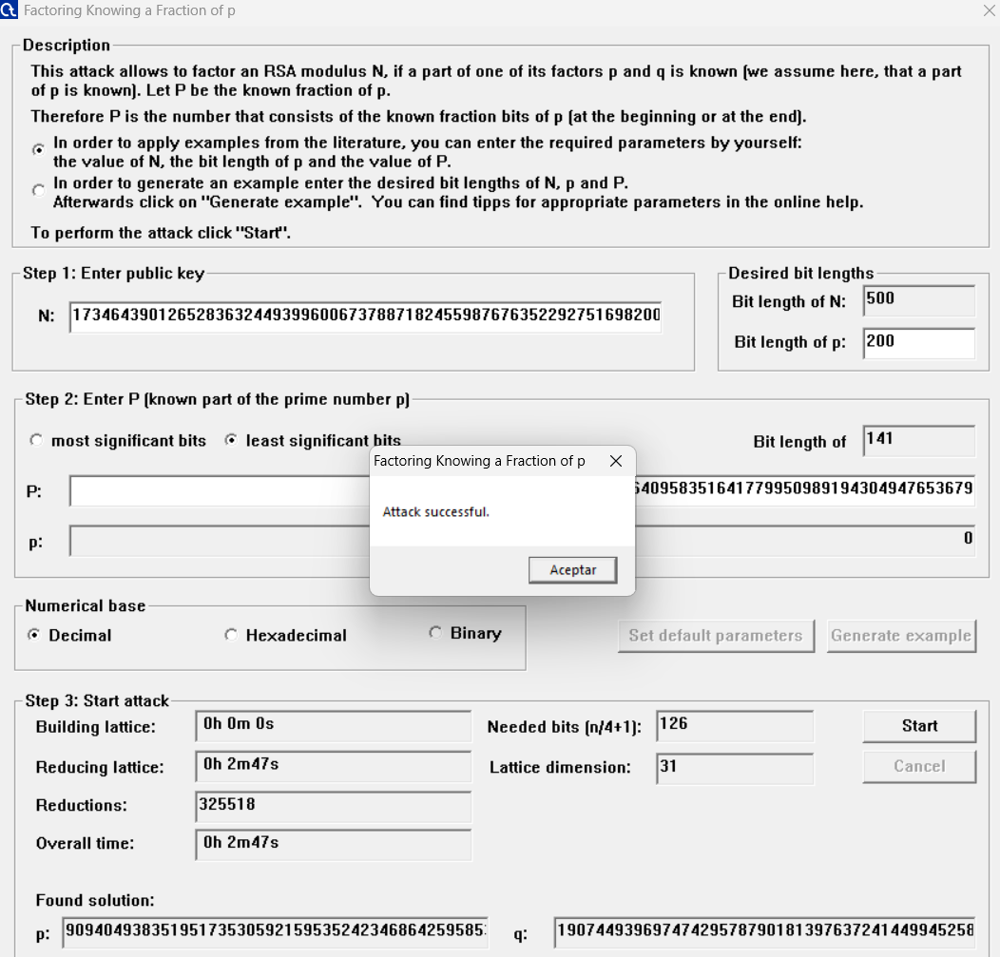 Factoring Knowing a Fraction of p
Description
This attack allows to factor an RSA modulus N, if a part of one of its factors p and q is known (we assume here, that a part
of p is known). Let P be the known fraction of p.
Therefore P is the number that consists of the known fraction bits of p (at the beginning or at the end).
In order to apply examples from the literature, you can enter the required parameters by yourself:
the value of N, the bit length of p and the value of P.
In order to generate an example enter the desired bit lengths of N, p and P.
Afterwards click on "Generate example". You can find tipps for appropriate parameters in the online help.
To perform the attack click "Start".
Step 1: Enter public key
N: 1734643901265283632449399600673788718245598767635229275169820​0
Desired bit lengths
Bit length of N: 500
Bit length of p: 200
Step 2: Enter P (known part of the prime number p)
most significant bits least significant bits
Bit length of 141
P: 6409583516417799509891943049476536​79
p: 0
Factoring Knowing a Fraction of p
Attack successful.
Aceptar
Numerical base
Decimal Hexadecimal Binary
Set default parameters Generate example
Step 3: Start attack
Building lattice: 0h 0m 0s Needed bits (n/4+1): 126 Start
Reducing lattice: 0h 2m47s Lattice dimension: 31 Cancel
Reductions: 325518
Overall time: 0h 2m47s
Found solution:
p: 90940493835195173530592159535242346864259585 q: 19074493969747429578790181397637241449945258